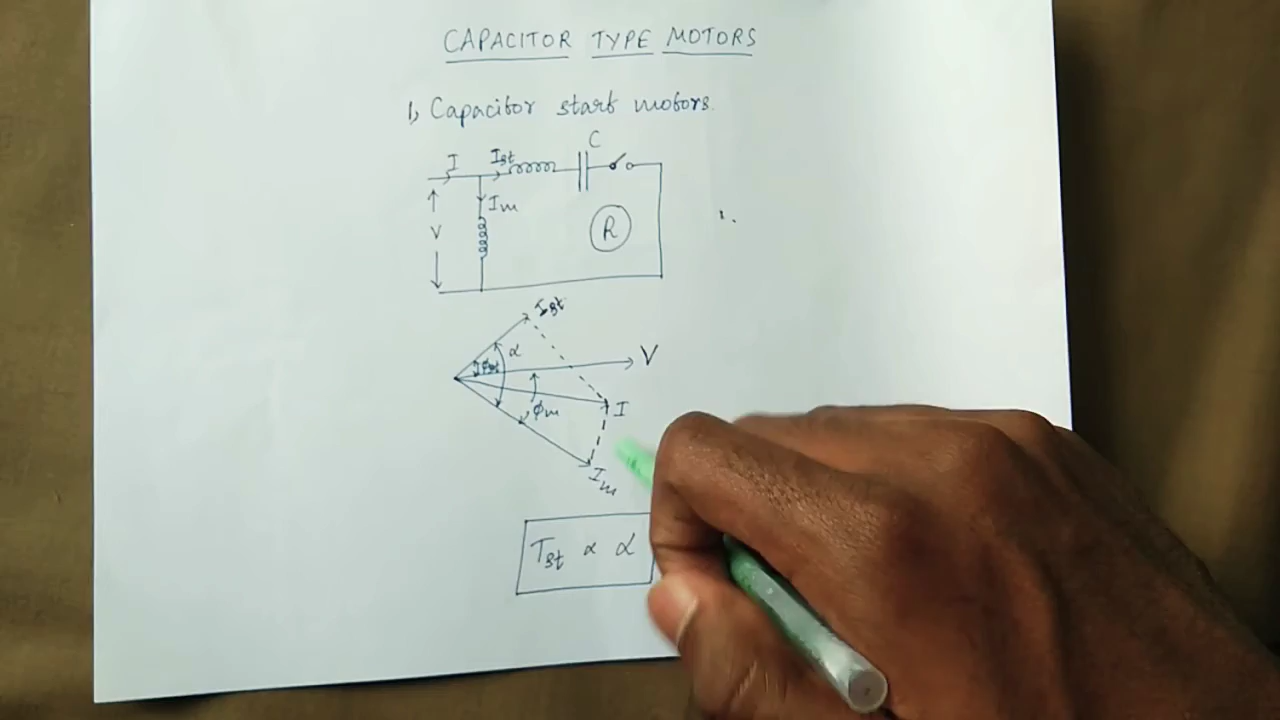 CAPACITOR TYPE MOTORS
1, Capacitor start motors.
C
I Ist
Im
V
R
Ist
α
V
ϕm
I
Im
Tst ∝ α